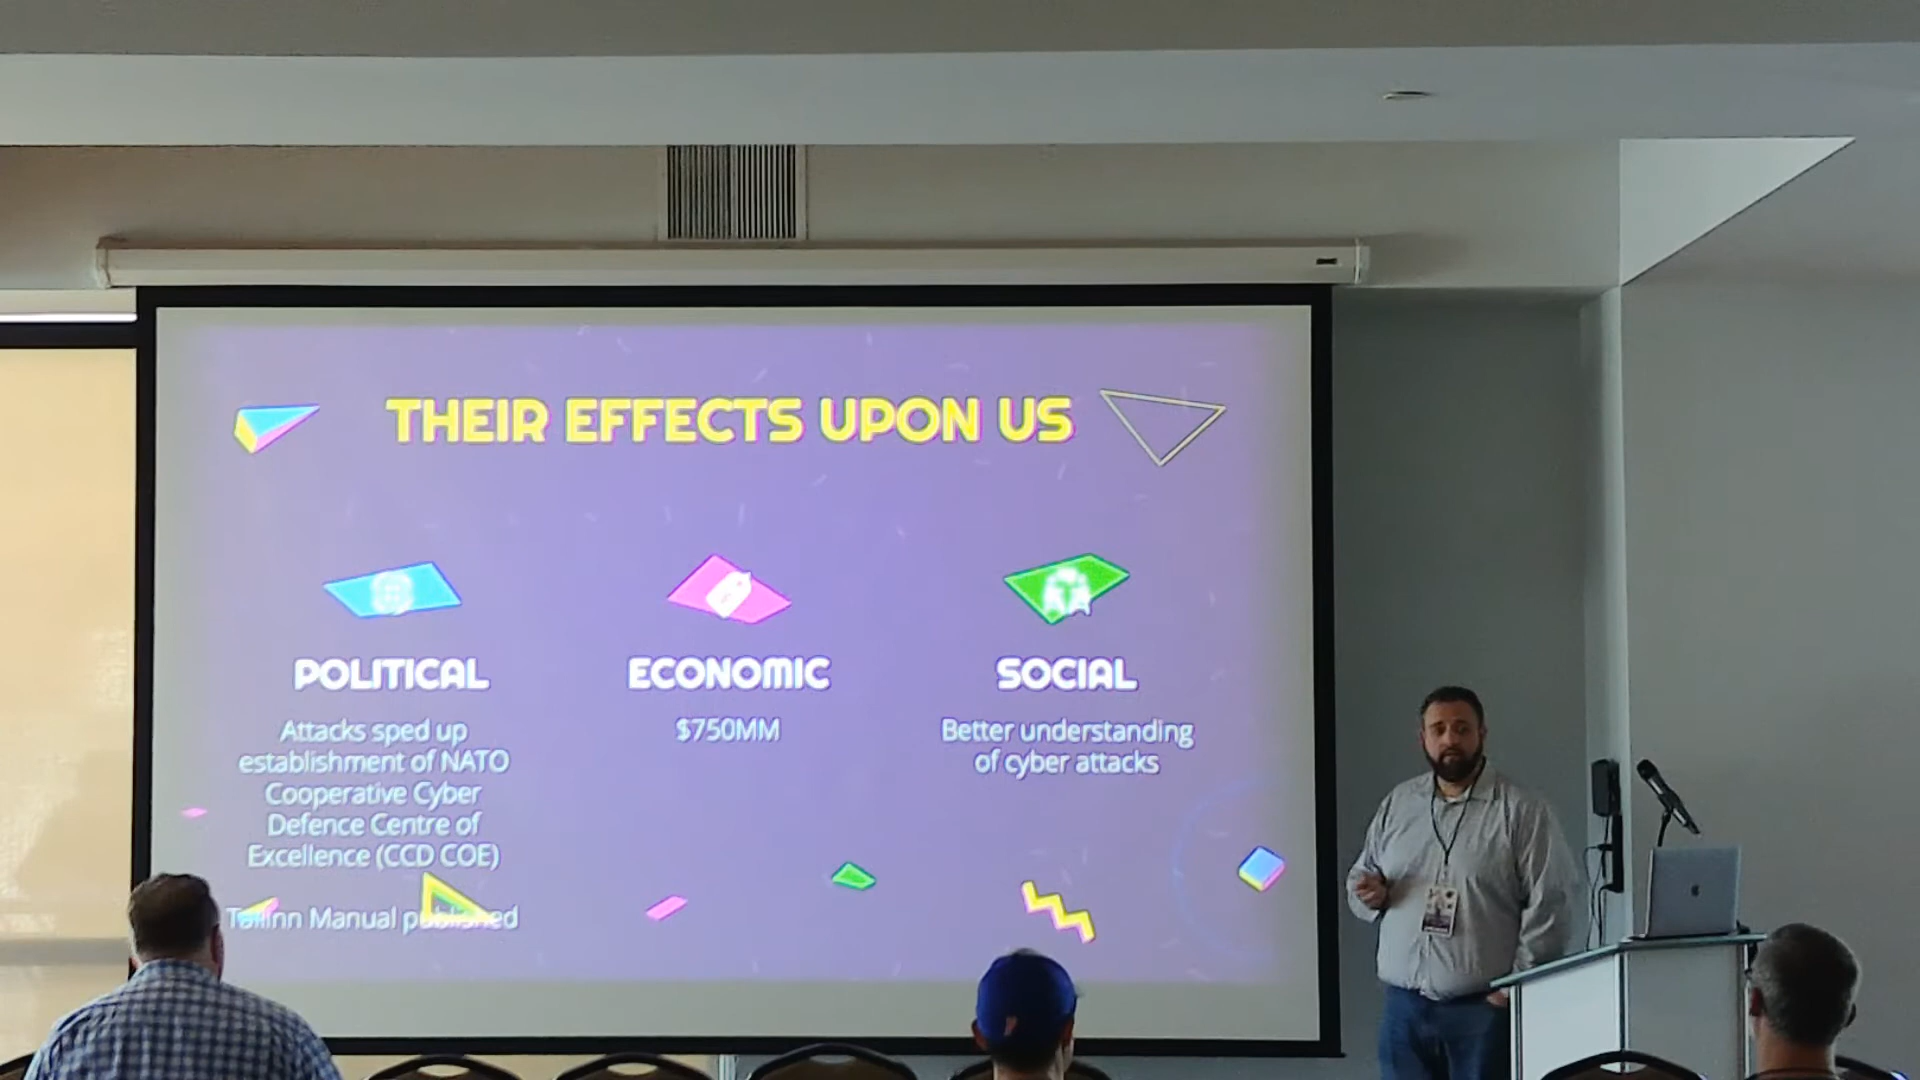 THEIR EFFECTS UPON US
POLITICAL
Attacks sped up
establishment of NATO
Cooperative Cyber
Defence Centre of
Excellence (CCD COE)
Tallinn Manual published
ECONOMIC
$750MM
SOCIAL
Better understanding
of cyber attacks